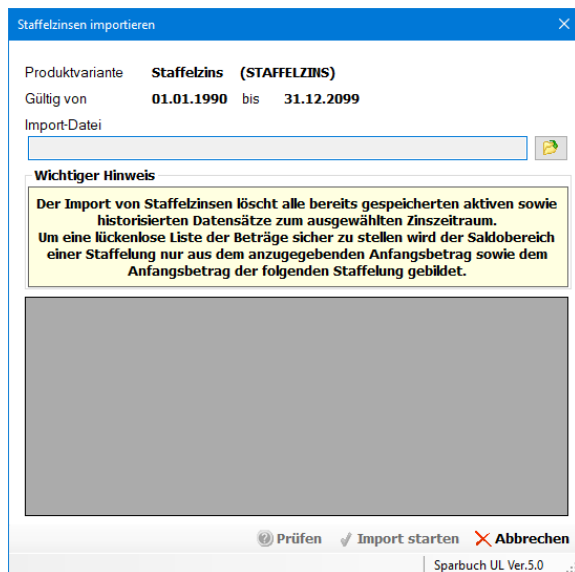 Staffelzinsen importieren
Produktvariante Staffelzins (STAFFELZINS)
Gültig von 01.01.1990 bis 31.12.2099
Import-Datei
Wichtiger Hinweis
Der Import von Staffelzinsen löscht alle bereits gespeicherten aktiven sowie
historisierten Datensätze zum ausgewählten Zinszeitraum.
Um eine lückenlose Liste der Beträge sicher zu stellen wird der Saldobereich
einer Staffelung nur aus dem anzugegebenden Anfangsbetrag sowie dem
Anfangsbetrag der folgenden Staffelung gebildet.
Prüfen Import starten Abbrechen
Sparbuch UL Ver.5.0